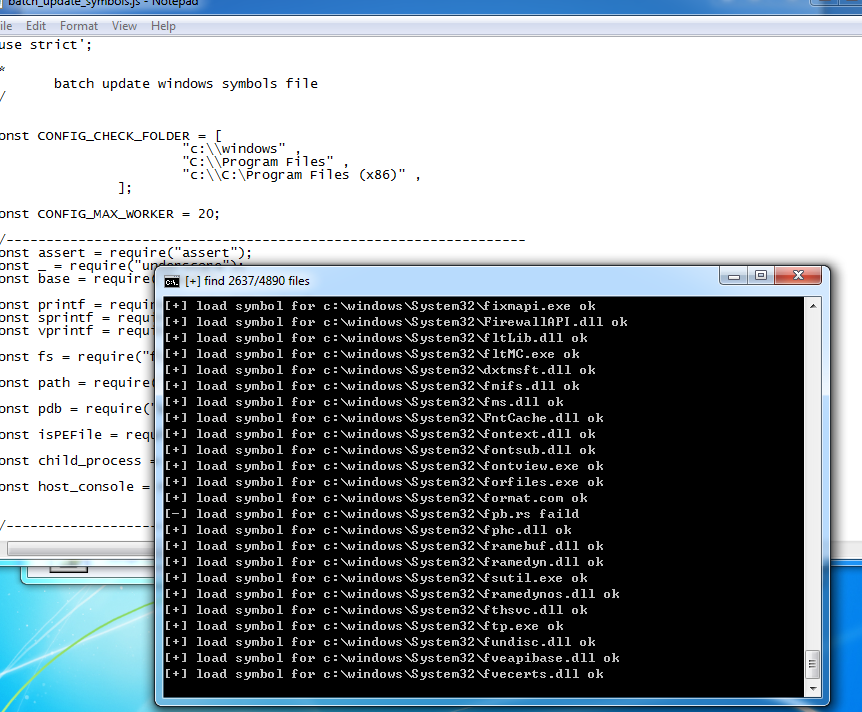 batch_update_symbols.js - Notepad
ile Edit Format View Help
use strict';
*
batch update windows symbols file
/
onst CONFIG_CHECK_FOLDER = [
"c:\\windows" ,
"C:\\Program Files" ,
"c:\\C:\Program Files (x86)" ,
];
onst CONFIG_MAX_WORKER = 20;
/------------------------------------------------------------------
onst assert = require("assert");
onst _ = require("underscore");
onst base = require(
onst printf = requir
onst sprintf = requi
onst vprintf = requi
onst fs = require("f
onst path = require(
onst pdb = require("
onst isPEFile = requ
onst child_process =
onst host_console =
/-------------------
[+] find 2637/4890 files
[+] load symbol for c:\windows\System32\fixmapi.exe ok
[+] load symbol for c:\windows\System32\FirewallAPI.dll ok
[+] load symbol for c:\windows\System32\fltLib.dll ok
[+] load symbol for c:\windows\System32\fltMC.exe ok
[+] load symbol for c:\windows\System32\dxtmsft.dll ok
[+] load symbol for c:\windows\System32\fmifs.dll ok
[+] load symbol for c:\windows\System32\fms.dll ok
[+] load symbol for c:\windows\System32\FntCache.dll ok
[+] load symbol for c:\windows\System32\fontext.dll ok
[+] load symbol for c:\windows\System32\fontsub.dll ok
[+] load symbol for c:\windows\System32\fontview.exe ok
[+] load symbol for c:\windows\System32\forfiles.exe ok
[+] load symbol for c:\windows\System32\format.com ok
[-] load symbol for c:\windows\System32\fpb.rs faild
[+] load symbol for c:\windows\System32\fphc.dll ok
[+] load symbol for c:\windows\System32\framebuf.dll ok
[+] load symbol for c:\windows\System32\framedyn.dll ok
[+] load symbol for c:\windows\System32\fsutil.exe ok
[+] load symbol for c:\windows\System32\framedynos.dll ok
[+] load symbol for c:\windows\System32\fthsvc.dll ok
[+] load symbol for c:\windows\System32\ftp.exe ok
[+] load symbol for c:\windows\System32\fundisc.dll ok
[+] load symbol for c:\windows\System32\fveapibase.dll ok
[+] load symbol for c:\windows\System32\fvecerts.dll ok